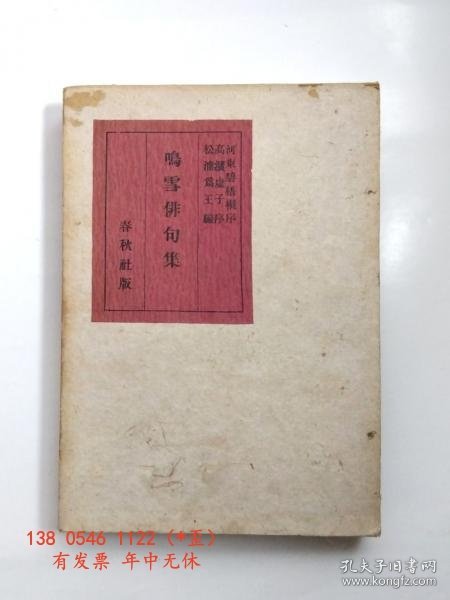 河東碧梧桐序
高濱虚子序
松浦爲王編
鳴雪俳句集
春秋社版
138 0546 1122 (+歪)
有发票 年中无休
孔夫子旧书网
www.kongfz.com